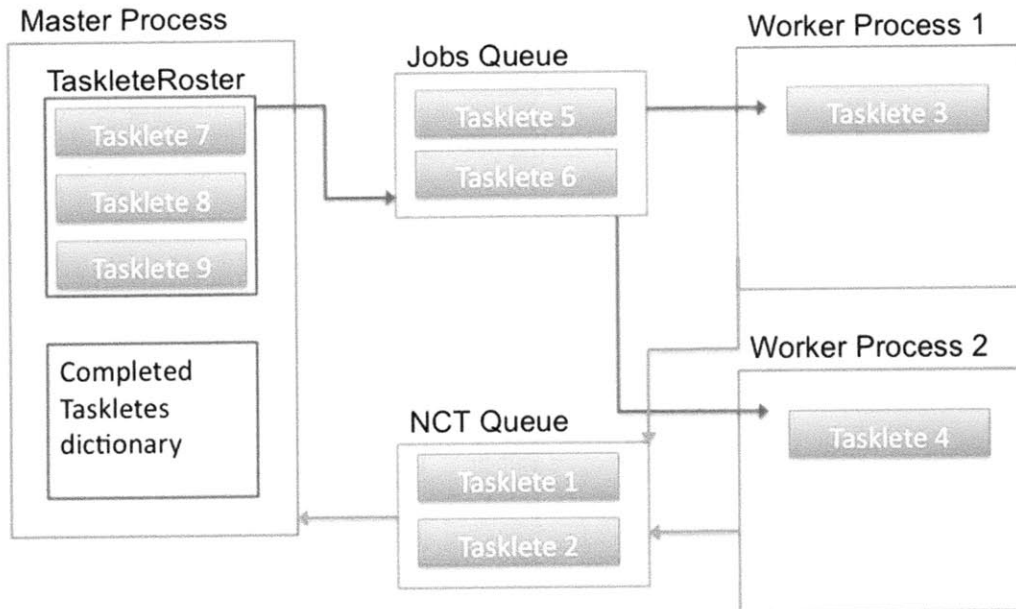 Master Process
TaskleteRoster
Tasklete 7
Tasklete 8
Tasklete 9
Completed
Taskletes
dictionary
Jobs Queue
Tasklete 5
Tasklete 6
NCT Queue
Tasklete 1
Tasklete 2
Worker Process 1
Tasklete 3
Worker Process 2
Tasklete 4